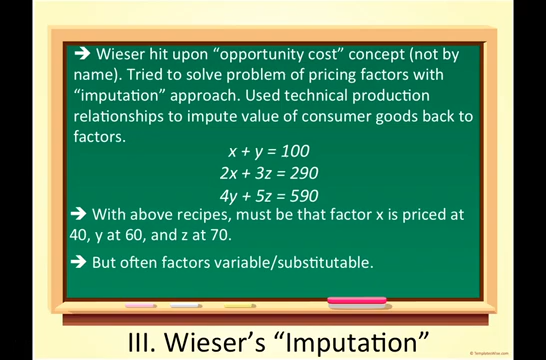 ➔ Wieser hit upon “opportunity cost” concept (not by
name). Tried to solve problem of pricing factors with
“imputation” approach. Used technical production
relationships to impute value of consumer goods back to
factors.
x + y = 100
2x + 3z = 290
4y + 5z = 590
➔ With above recipes, must be that factor x is priced at
40, y at 60, and z at 70.
➔ But often factors variable/substitutable.
III. Wieser’s “Imputation”